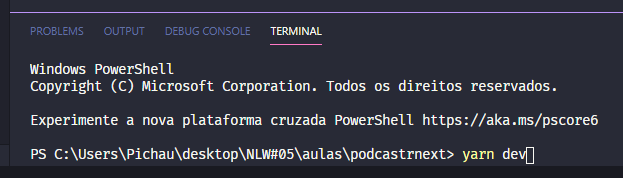 PROBLEMS OUTPUT DEBUG CONSOLE TERMINAL
Windows PowerShell
Copyright (C) Microsoft Corporation. Todos os direitos reservados.
Experimente a nova plataforma cruzada PowerShell https://aka.ms/pscore6
PS C:\Users\Pichau\desktop\NLW#05\aulas\podcastrnext> yarn dev